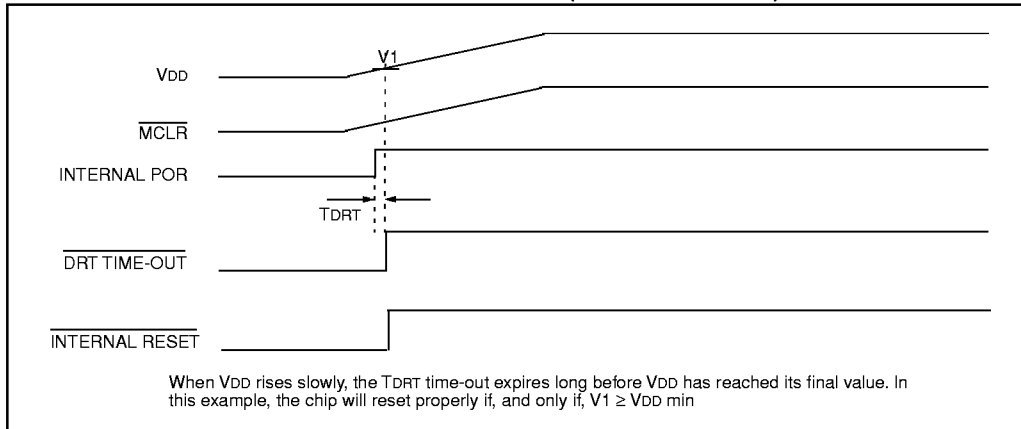 V1
VDD
MCLR
INTERNAL POR
TDRT
DRT TIME-OUT
INTERNAL RESET
When VDD rises slowly, the TDRT time-out expires long before VDD has reached its final value. In
this example, the chip will reset properly if, and only if, V1 ≥ VDD min